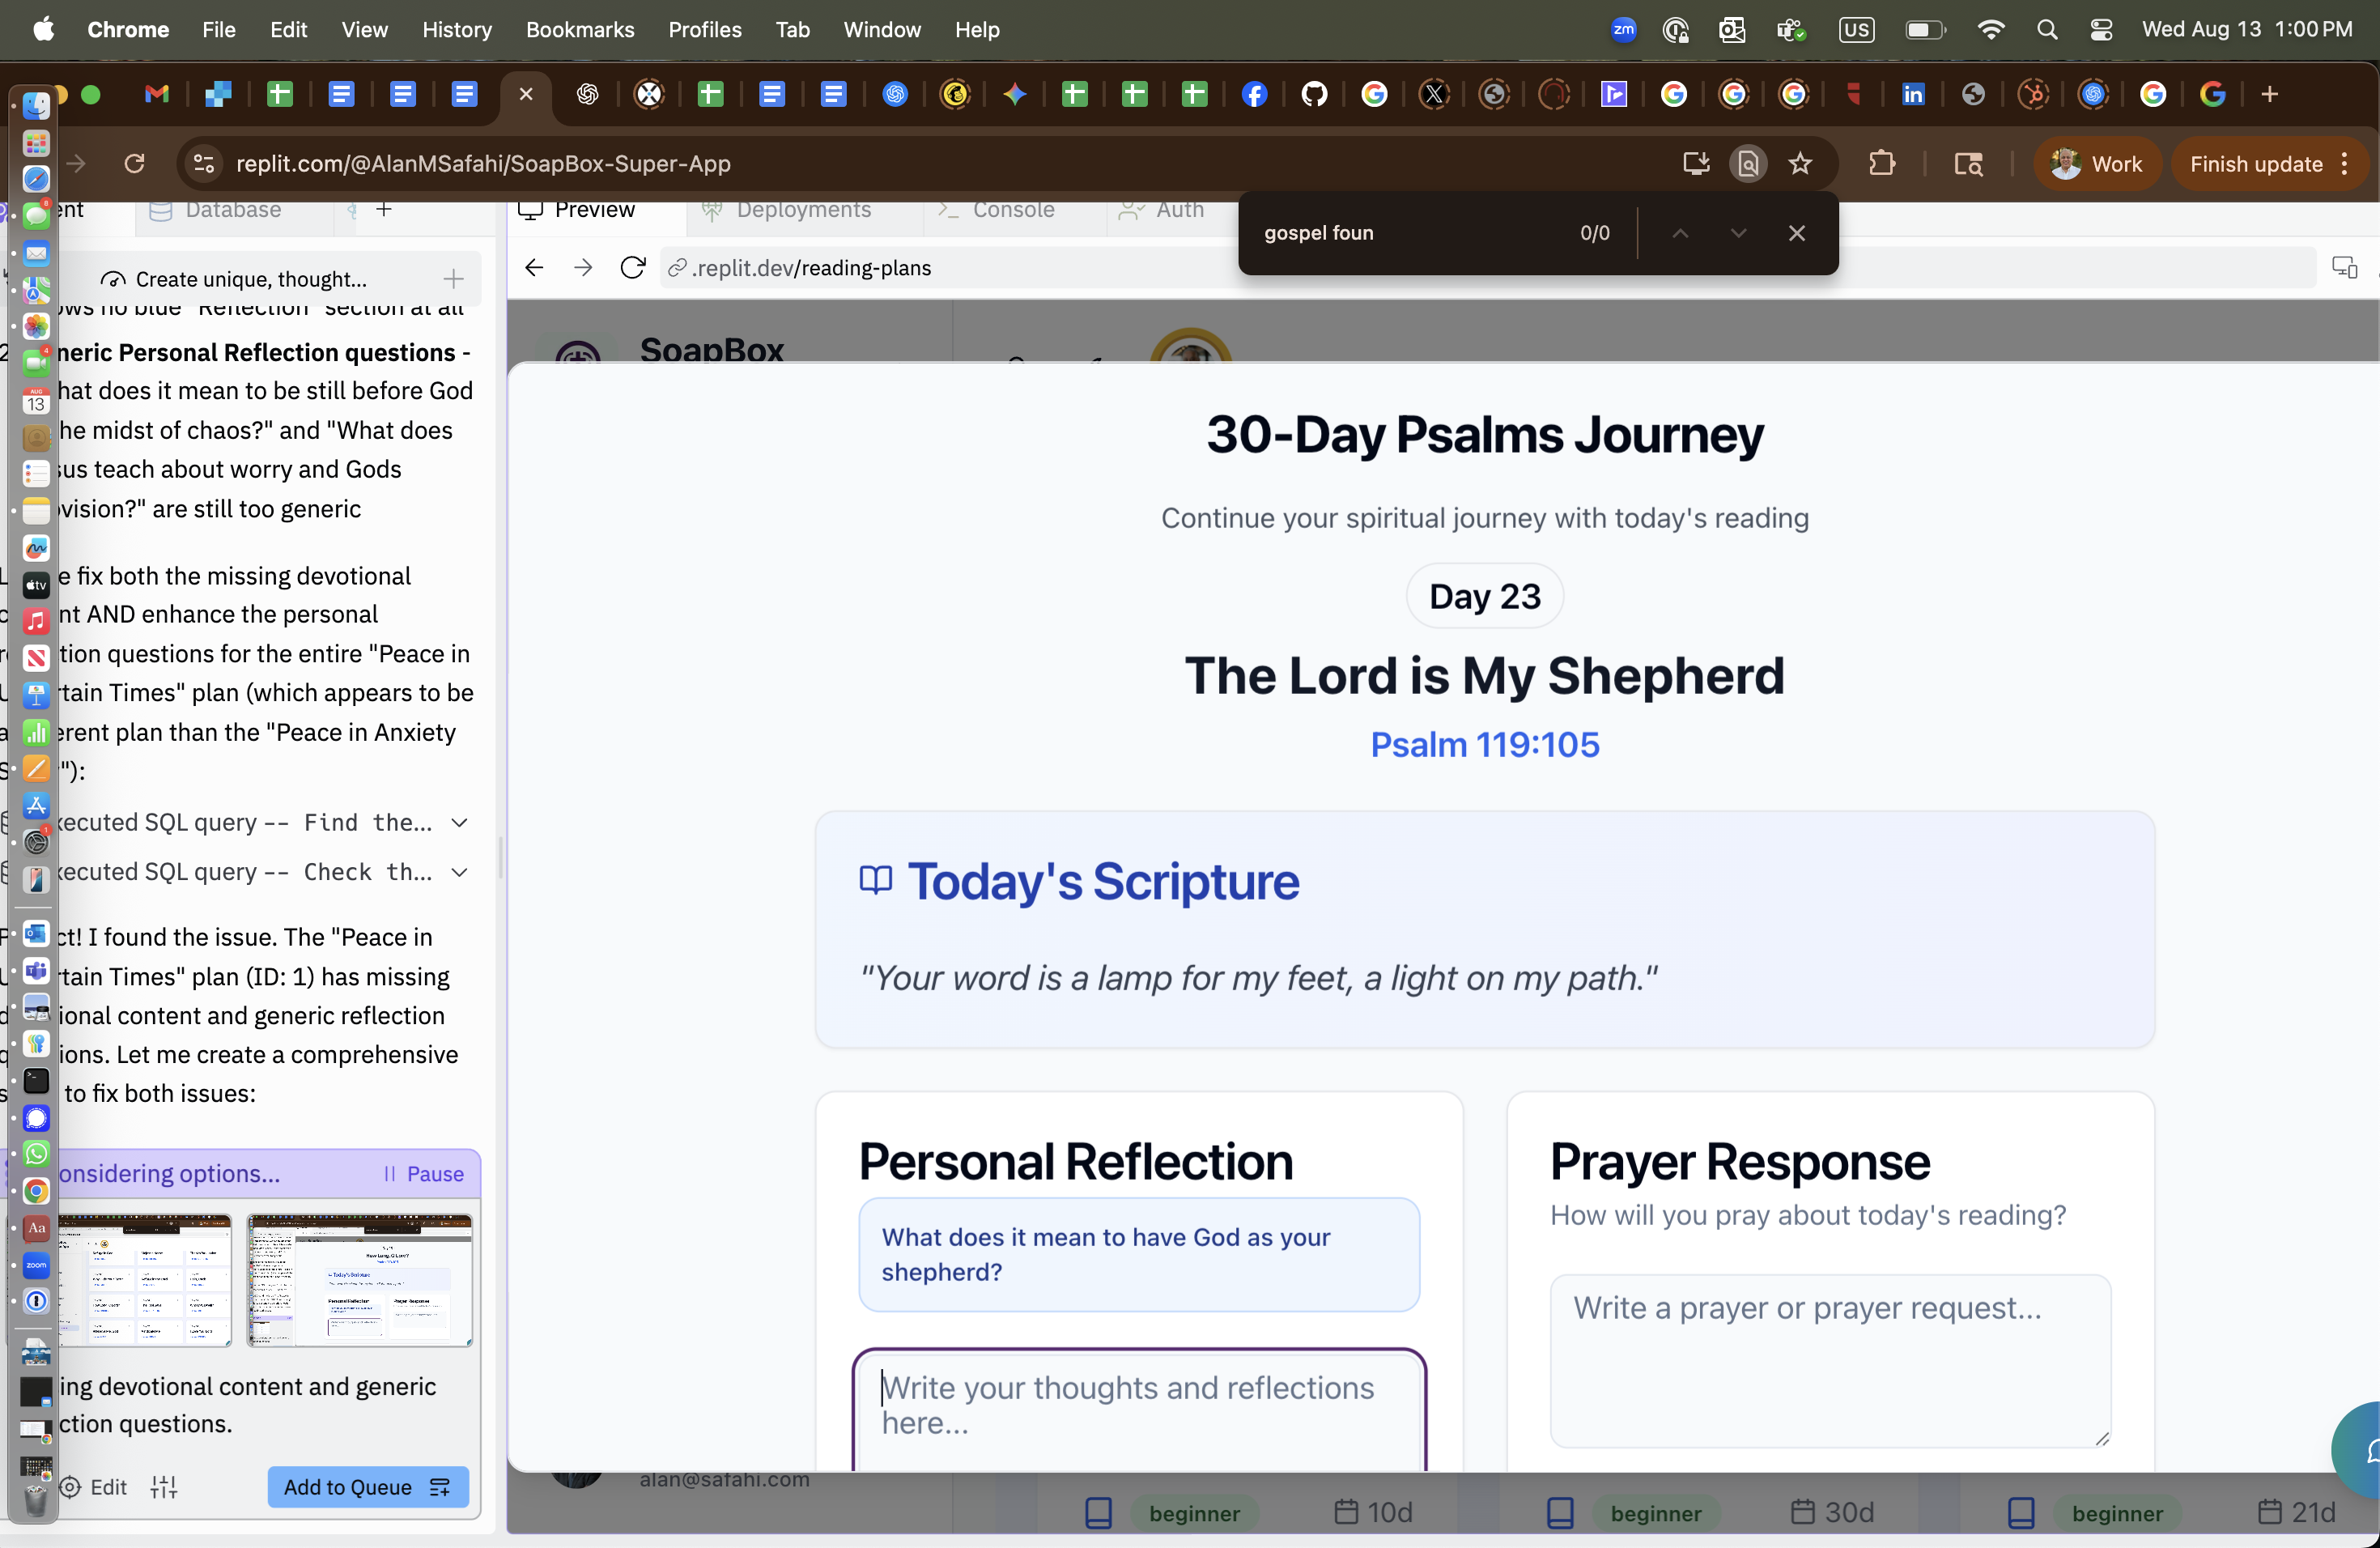 Chrome File Edit View History Bookmarks Profiles Tab Window Help
zm US Wed Aug 13 1:00 PM
replit.com/@AlanMSafahi/SoapBox-Super-App
Work Finish update
Database
Preview Deployments Console Auth
gospel foun 0/0
Create unique, thought...
.replit.dev/reading-plans
no blue "Reflection" section at all
neric Personal Reflection questions -
hat does it mean to be still before God
he midst of chaos?" and "What does
sus teach about worry and Gods
ovision?" are still too generic
e fix both the missing devotional
nt AND enhance the personal
tion questions for the entire "Peace in
rtain Times" plan (which appears to be
erent plan than the "Peace in Anxiety
"):
xecuted SQL query -- Find the...
xecuted SQL query -- Check th...
ct! I found the issue. The "Peace in
rtain Times" plan (ID: 1) has missing
ional content and generic reflection
ions. Let me create a comprehensive
to fix both issues:
onsidering options... Pause
ing devotional content and generic
ction questions.
Edit
Add to Queue
SoapBox
30-Day Psalms Journey
Continue your spiritual journey with today's reading
Day 23
The Lord is My Shepherd
Psalm 119:105
Today's Scripture
"Your word is a lamp for my feet, a light on my path."
Personal Reflection
What does it mean to have God as your
shepherd?
Write your thoughts and reflections
here...
Prayer Response
How will you pray about today's reading?
Write a prayer or prayer request...
alan@safahi.com
beginner 10d
beginner 30d
beginner 21d